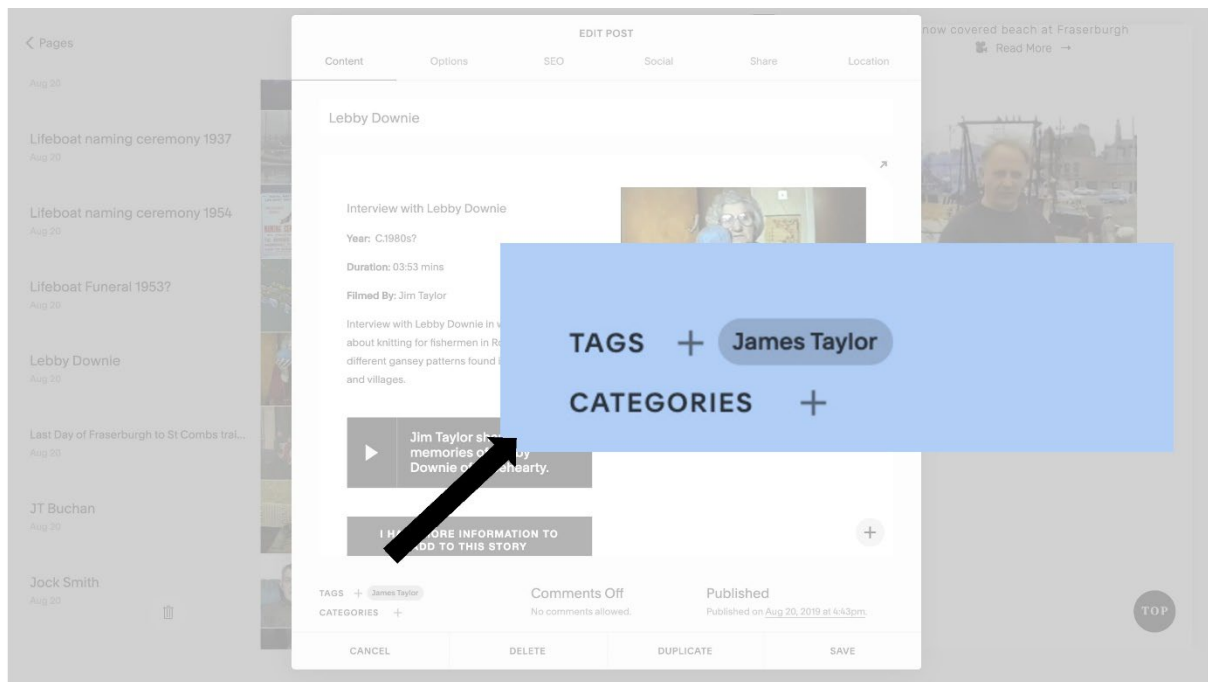 Pages
Aug 20
Lifeboat naming ceremony 1937
Aug 20
Lifeboat naming ceremony 1954
Aug 20
Lifeboat Funeral 1953?
Aug 20
Lebby Downie
Aug 20
Last Day of Fraserburgh to St Combs trai...
Aug 20
JT Buchan
Aug 20
Jock Smith
Aug 20
EDIT POST
Content Options SEO Social Share Location
Lebby Downie
Interview with Lebby Downie
Year: C.1980s?
Duration: 03:53 mins
Filmed By: Jim Taylor
Interview with Lebby Downie in
about knitting for fishermen in
different gansey patterns found
and villages.
Jim Taylor
memories of
Downie of
I MORE INFORMATION TO
ADD TO THIS STORY
TAGS + James Taylor
CATEGORIES +
TAGS + James Taylor
CATEGORIES +
Comments Off
No comments allowed.
Published
Published on Aug 20, 2019 at 4:43pm.
CANCEL DELETE DUPLICATE SAVE
now covered beach at Fraserburgh
Read More →
TOP